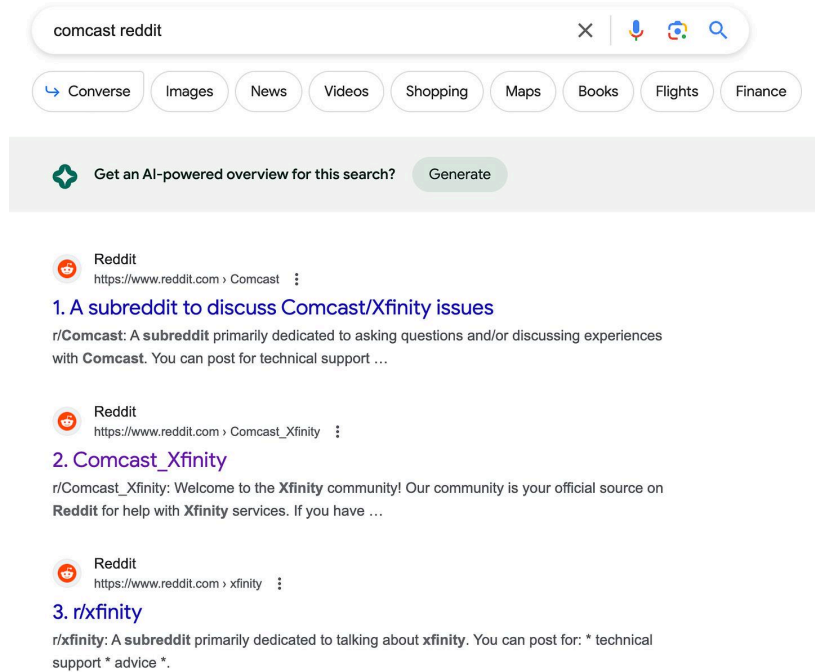 comcast reddit
Converse Images News Videos Shopping Maps Books Flights Finance
Get an AI-powered overview for this search? Generate
Reddit
https://www.reddit.com › Comcast
1. A subreddit to discuss Comcast/Xfinity issues
r/Comcast: A subreddit primarily dedicated to asking questions and/or discussing experiences
with Comcast. You can post for technical support ...
Reddit
https://www.reddit.com › Comcast_Xfinity
2. Comcast_Xfinity
r/Comcast_Xfinity: Welcome to the Xfinity community! Our community is your official source on
Reddit for help with Xfinity services. If you have ...
Reddit
https://www.reddit.com › xfinity
3. r/xfinity
r/xfinity: A subreddit primarily dedicated to talking about xfinity. You can post for: * technical
support * advice *.